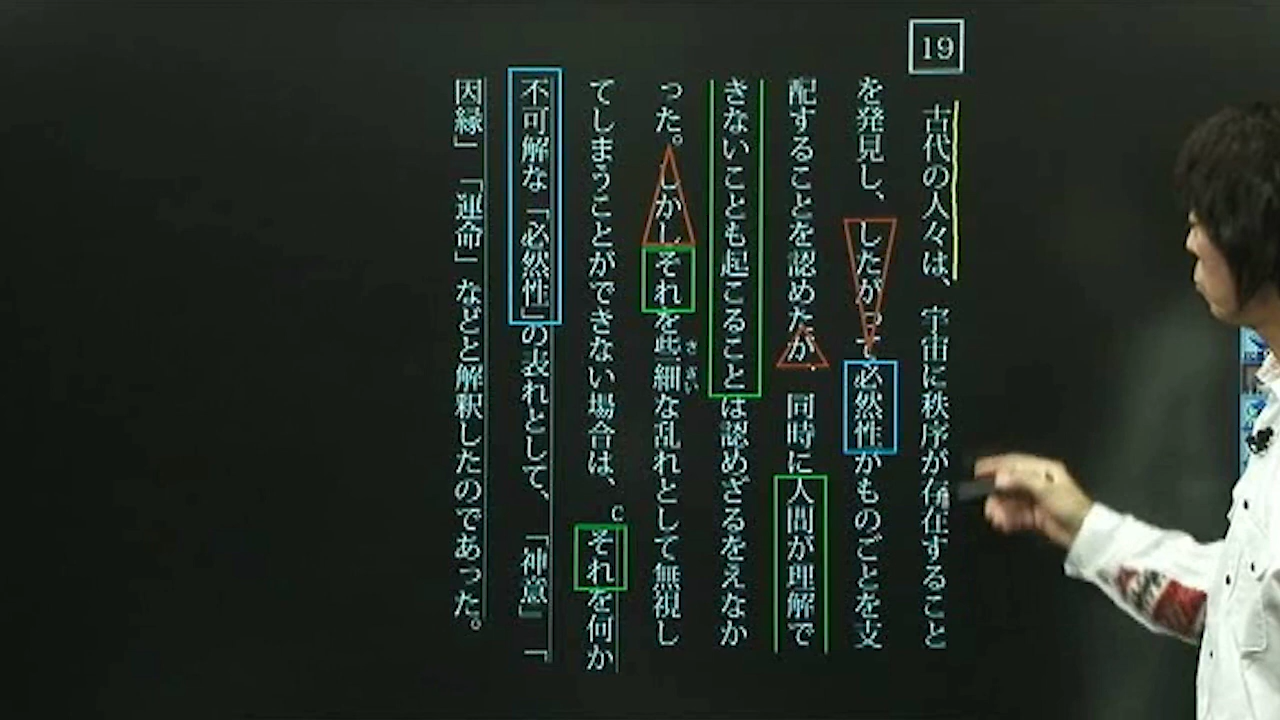 19
古代の人々は、宇宙に秩序が存在すること
を発見し、したがって必然性がものごとを支
配することを認めたが、同時に人間が理解で
きないことも起こることは認めざるをえなか
った。しかしそれを些細な乱れとして無視し
さ さい
てしまうことができない場合は、それを何か
C
不可解な「必然性」の表れとして、「神意」「
因縁」「運命」などと解釈したのであった。